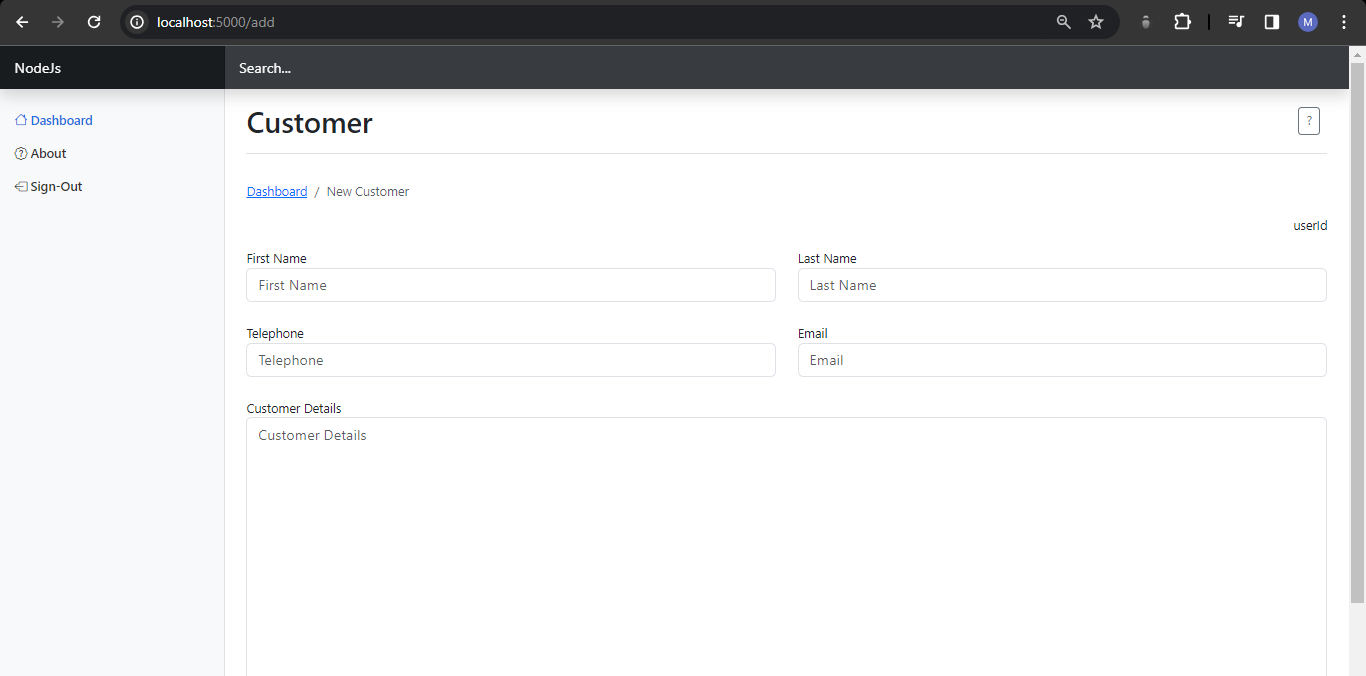 localhost:5000/add
M
NodeJs
Search...
Dashboard
About
Sign-Out
Customer
?
Dashboard / New Customer
userId
First Name
Last Name
First Name
Last Name
Telephone
Email
Telephone
Email
Customer Details
Customer Details